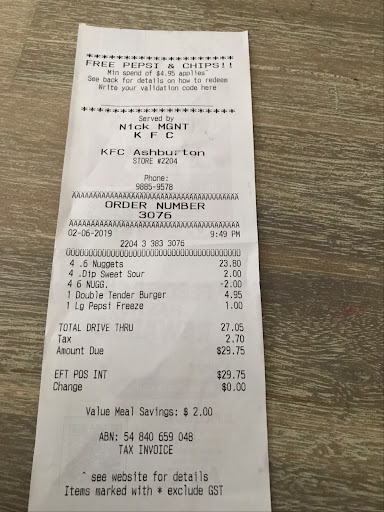 ********************
FREE PEPSI & CHIPS!!
Min spend of $4.95 applies^
See back for details on how to redeem
Write your validation code here
********************
Served by
Nick MGNT
K F C
KFC Ashburton
STORE #2204
Phone:
9885-9578
ÄÄÄÄÄÄÄÄÄÄÄÄÄÄÄÄÄÄÄÄÄÄÄÄÄÄÄÄÄÄÄÄÄÄÄÄÄÄÄÄ
ORDER NUMBER
3076
ÄÄÄÄÄÄÄÄÄÄÄÄÄÄÄÄÄÄÄÄÄÄÄÄÄÄÄÄÄÄÄÄÄÄÄÄÄÄÄÄ
02-06-2019 9:49 PM
2204 3 383 3076
4 .6 Nuggets 23.80
4 .Dip Sweet Sour 2.00
4 6 NUGG. -2.00
1 Double Tender Burger 4.95
1 Lg Pepsi Freeze 1.00
TOTAL DRIVE THRU 27.05
Tax 2.70
Amount Due $29.75
EFT POS INT $29.75
Change $0.00
Value Meal Savings: $ 2.00
ABN: 54 840 659 048
TAX INVOICE
^ see website for details
Items marked with * exclude GST